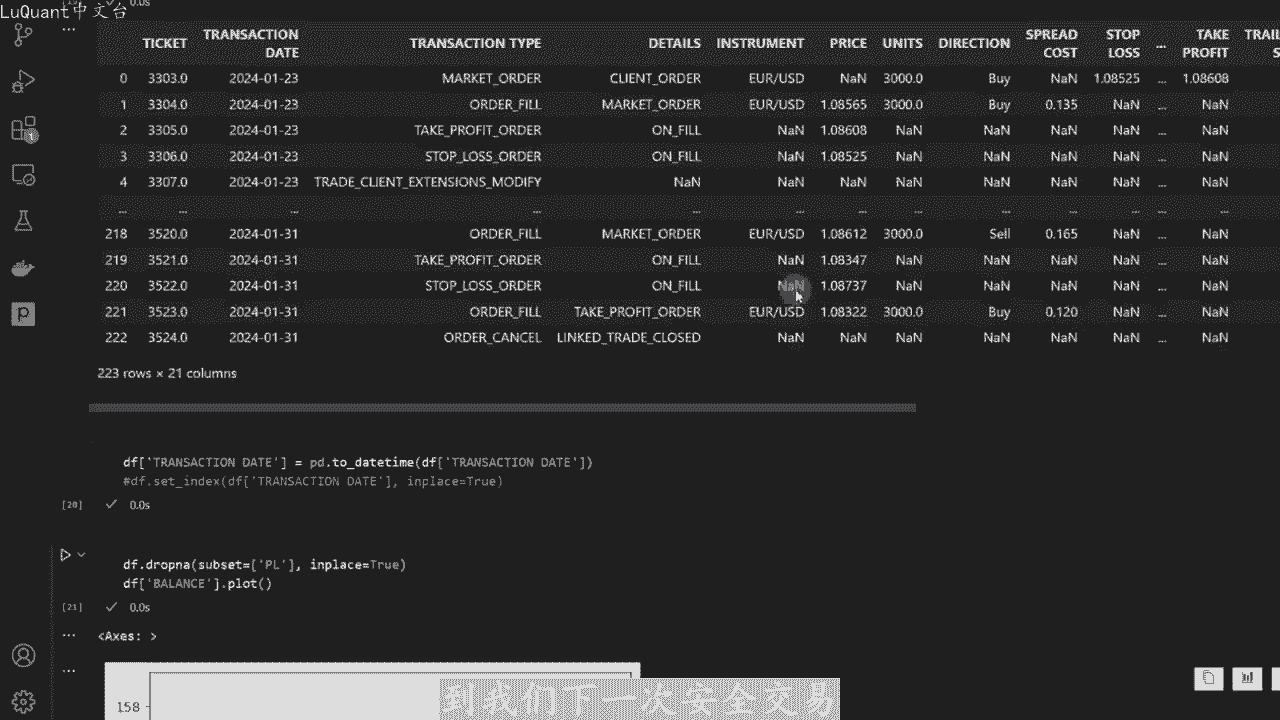 LuQuant中文台
0.0s
TICKET TRANSACTION DATE TRANSACTION TYPE DETAILS INSTRUMENT PRICE UNITS DIRECTION SPREAD COST STOP LOSS ... TAKE PROFIT TRAIL S
0 3303.0 2024-01-23 MARKET_ORDER CLIENT_ORDER EUR/USD NaN 3000.0 Buy NaN 1.08525 ... 1.08608
1 3304.0 2024-01-23 ORDER_FILL MARKET_ORDER EUR/USD 1.08565 3000.0 Buy 0.135 NaN ... NaN
2 3305.0 2024-01-23 TAKE_PROFIT_ORDER ON_FILL NaN 1.08608 NaN NaN NaN NaN ... NaN
3 3306.0 2024-01-23 STOP_LOSS_ORDER ON_FILL NaN 1.08525 NaN NaN NaN NaN ... NaN
4 3307.0 2024-01-23 TRADE_CLIENT_EXTENSIONS_MODIFY NaN NaN NaN NaN NaN NaN NaN ... NaN
... ... ... ... ... ... ... ... ... ... ... ... ...
218 3520.0 2024-01-31 ORDER_FILL MARKET_ORDER EUR/USD 1.08612 3000.0 Sell 0.165 NaN ... NaN
219 3521.0 2024-01-31 TAKE_PROFIT_ORDER ON_FILL NaN 1.08347 NaN NaN NaN NaN ... NaN
220 3522.0 2024-01-31 STOP_LOSS_ORDER ON_FILL NaN 1.08737 NaN NaN NaN NaN ... NaN
221 3523.0 2024-01-31 ORDER_FILL TAKE_PROFIT_ORDER EUR/USD 1.08322 3000.0 Buy 0.120 NaN ... NaN
222 3524.0 2024-01-31 ORDER_CANCEL LINKED_TRADE_CLOSED NaN NaN NaN NaN NaN NaN ... NaN
223 rows × 21 columns
df['TRANSACTION DATE'] = pd.to_datetime(df['TRANSACTION DATE'])
#df.set_index(df['TRANSACTION DATE'], inplace=True)
[20] 0.0s
df.dropna(subset=['PL'], inplace=True)
df['BALANCE'].plot()
[21] 0.0s
<Axes: >
158
到我们下一次安全交易